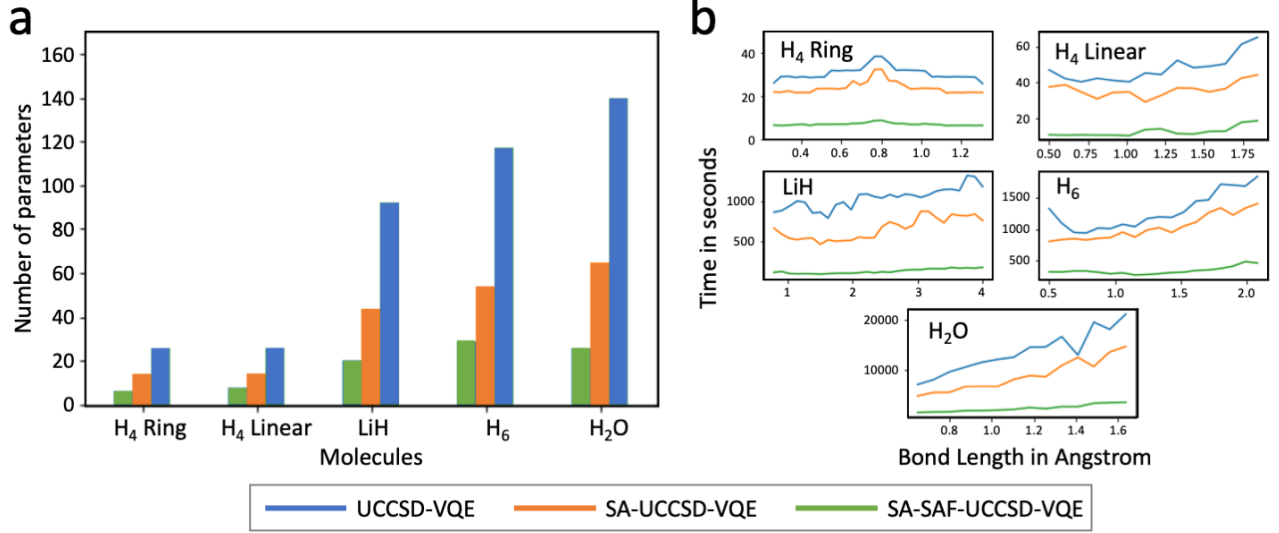 a
Number of parameters
160
140
120
100
80
60
40
20
0
H₄ Ring H₄ Linear LiH H₆ H₂O
Molecules
b
Time in seconds
H₄ Ring
40
20
0
0.4 0.6 0.8 1.0 1.2
H₄ Linear
60
40
20
0.50 0.75 1.00 1.25 1.50 1.75
LiH
1000
500
1 2 3 4
H₆
1500
1000
500
0.5 1.0 1.5 2.0
H₂O
20000
10000
0.8 1.0 1.2 1.4 1.6
Bond Length in Angstrom
UCCSD-VQE SA-UCCSD-VQE SA-SAF-UCCSD-VQE